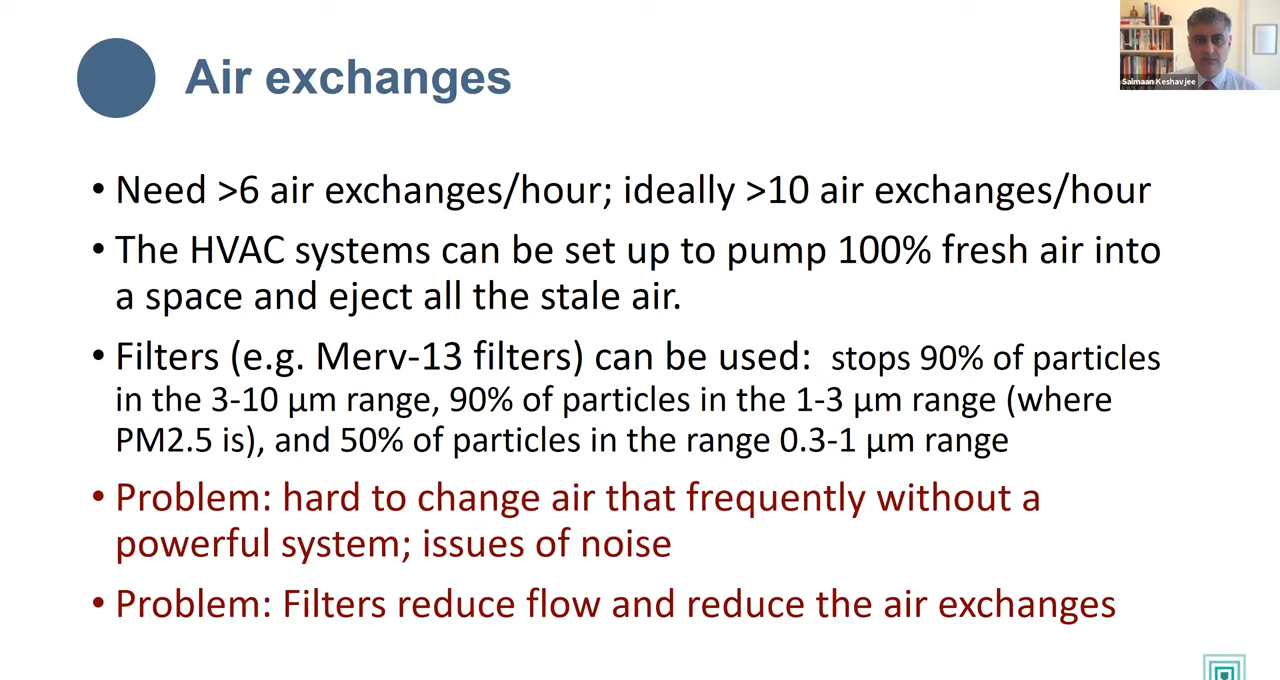 Air exchanges
Salmaan Keshavjee
• Need >6 air exchanges/hour; ideally >10 air exchanges/hour
• The HVAC systems can be set up to pump 100% fresh air into
a space and eject all the stale air.
• Filters (e.g. Merv-13 filters) can be used: stops 90% of particles
in the 3-10 µm range, 90% of particles in the 1-3 µm range (where
PM2.5 is), and 50% of particles in the range 0.3-1 µm range
• Problem: hard to change air that frequently without a
powerful system; issues of noise
• Problem: Filters reduce flow and reduce the air exchanges